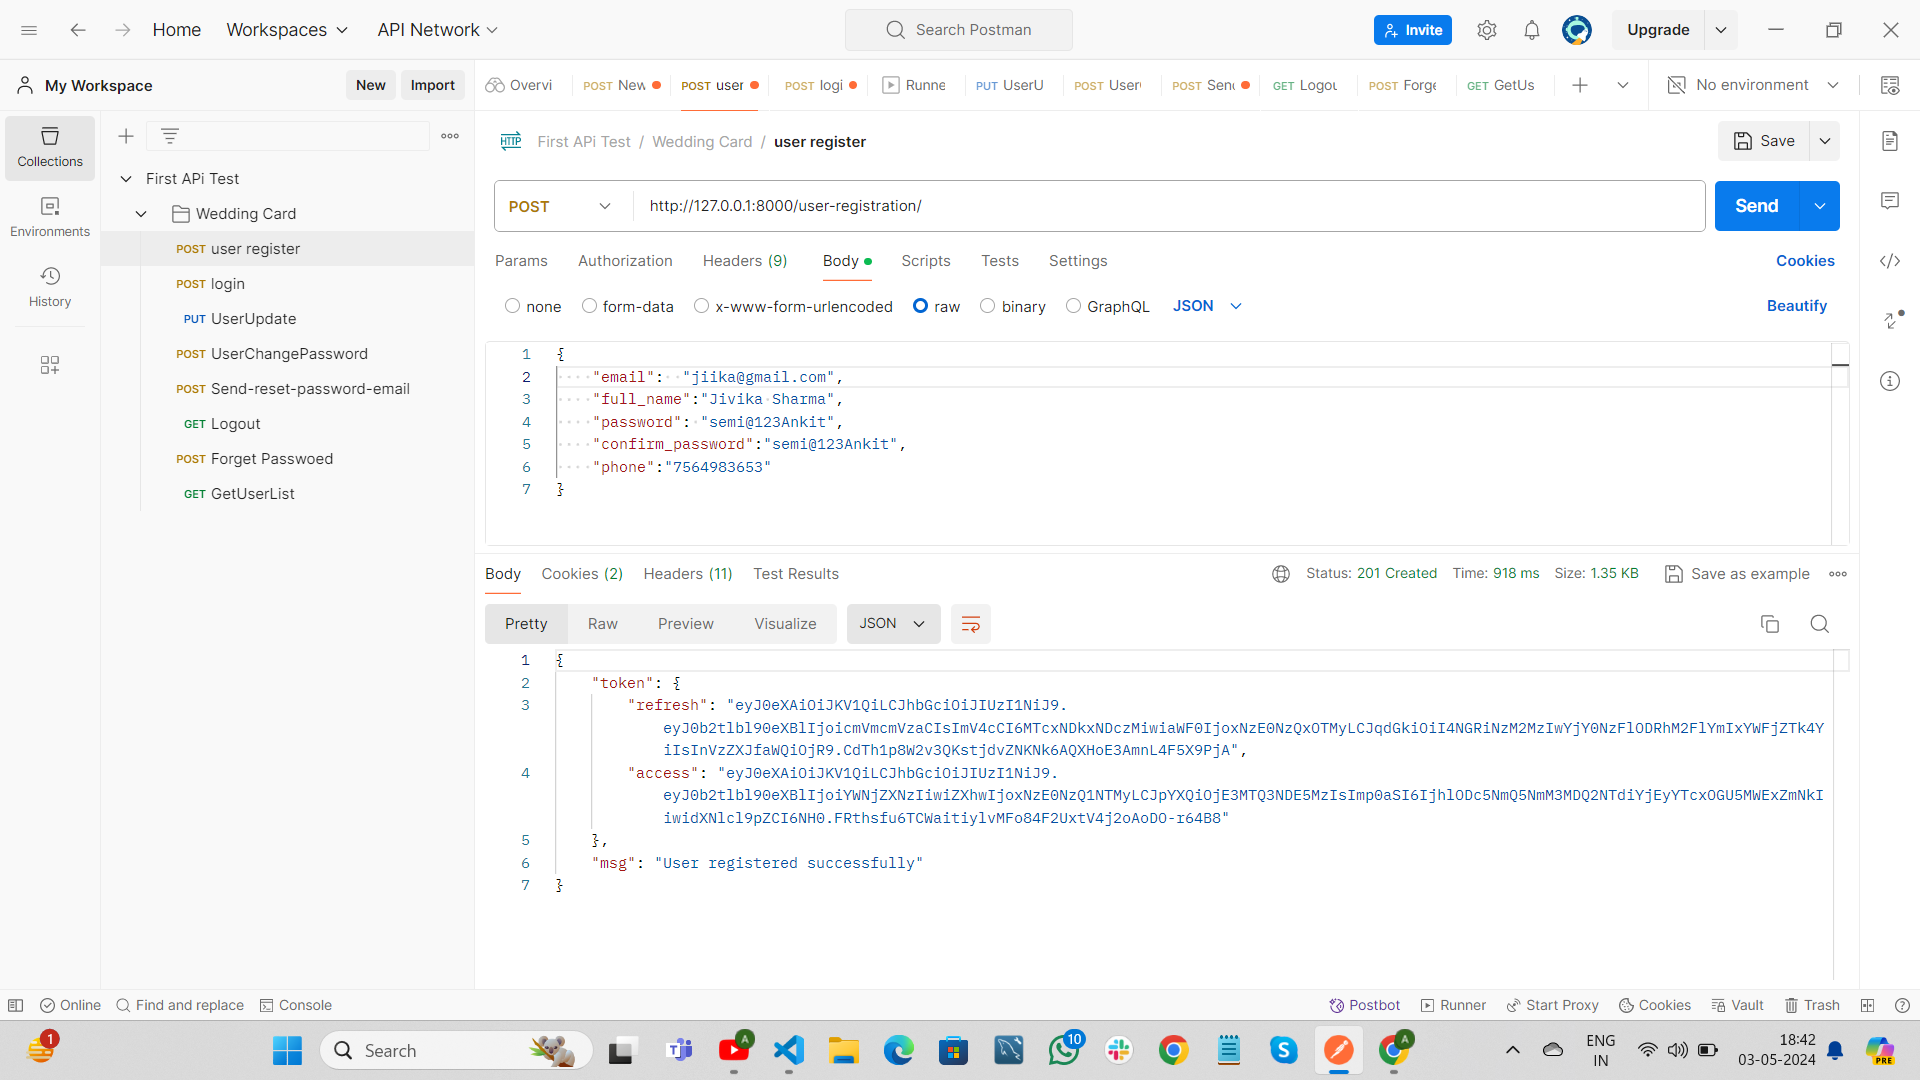 Home Workspaces API Network Search Postman Invite Upgrade
My Workspace New Import Overvi POST New POST user POST logi Runne PUT UserU POST User POST Sen GET Logou POST Forge GET GetUs No environment
Collections
Environments
History
First APi Test
Wedding Card
POST user register
POST login
PUT UserUpdate
POST UserChangePassword
POST Send-reset-password-email
GET Logout
POST Forget Passwoed
GET GetUserList
HTTP First APi Test / Wedding Card / user register Save
POST http://127.0.0.1:8000/user-registration/ Send
Params Authorization Headers (9) Body Scripts Tests Settings Cookies
none form-data x-www-form-urlencoded raw binary GraphQL JSON Beautify
1 {
2 "email": "jiika@gmail.com",
3 "full_name":"Jivika Sharma",
4 "password": "semi@123Ankit",
5 "confirm_password":"semi@123Ankit",
6 "phone":"7564983653"
7 }
Body Cookies (2) Headers (11) Test Results Status: 201 Created Time: 918 ms Size: 1.35 KB Save as example
Pretty Raw Preview Visualize JSON
1 {
2 "token": {
3 "refresh": "eyJ0eXAiOiJKV1QiLCJhbGciOiJIUzI1NiJ9.
eyJ0b2tlbl90eXBlIjoicmVmcmVzaCIsImV4cCI6MTcxNDkxNDczMiwiaWF0IjoxNzE0NzQxOTMyLCJqdGkiOiI4NGRiNzM2MzIwYjY0NzFlODRhM2FlYmIxYWFjZTk4Y
iIsInVzZXJfaWQiOjR9.CdTh1p8W2v3QKstjdvZNKNk6AQXHoE3AmnL4F5X9PjA",
4 "access": "eyJ0eXAiOiJKV1QiLCJhbGciOiJIUzI1NiJ9.
eyJ0b2tlbl90eXBlIjoiYWNjZXNzIiwiZXhwIjoxNzE0NzQ1NTMyLCJpYXQiOjE3MTQ3NDE5MzIsImp0aSI6IjhlODc5NmQ5NmM3MDQ2NTdiYjEyYTcxOGU5MWExZmNkI
iwidXNlcl9pZCI6NH0.FRthsfu6TCWaitiylvMFo84F2UxtV4j2oAoDO-r64B8"
5 },
6 "msg": "User registered successfully"
7 }
Online Find and replace Console Postbot Runner Start Proxy Cookies Vault Trash
1 Search A 10 A ENG IN 18:42 PRE
03-05-2024